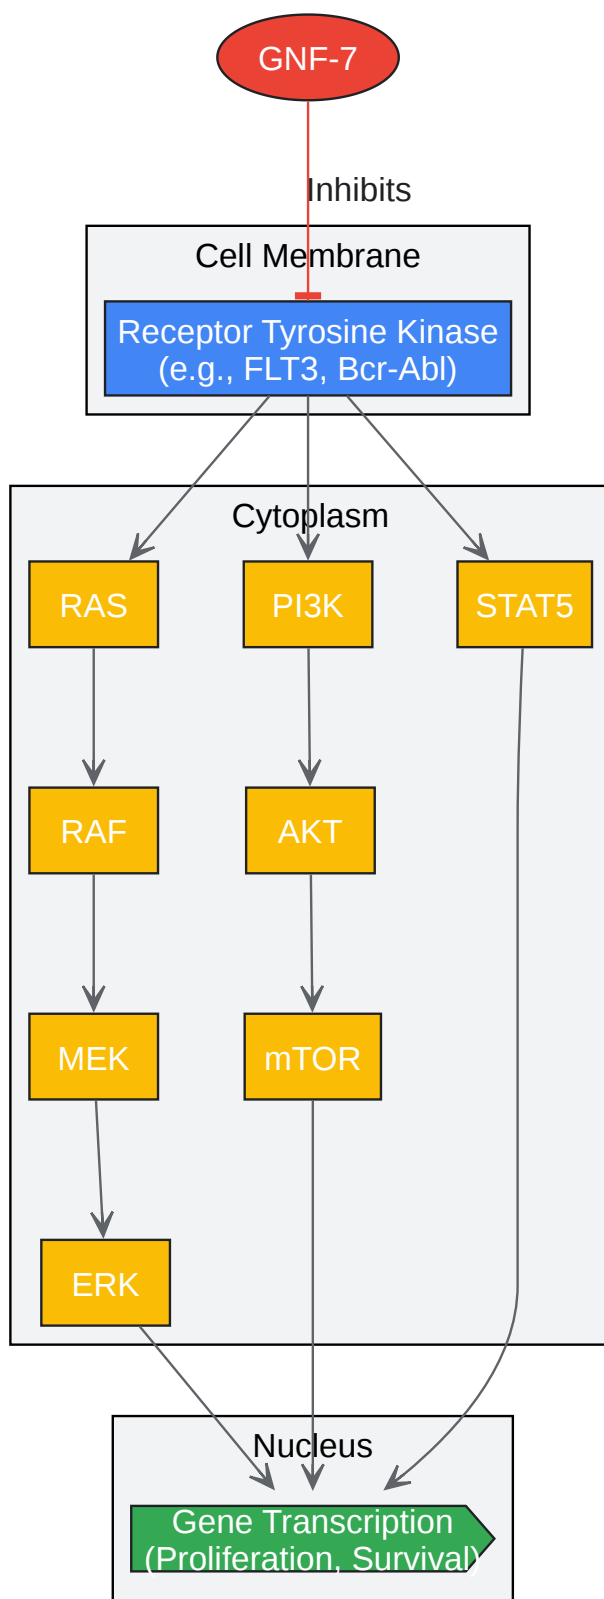 GNF-7
Inhibits
Cell Membrane
Receptor Tyrosine Kinase
(e.g., FLT3, Bcr-Abl)
Cytoplasm
RAS
PI3K
STAT5
RAF
AKT
MEK
mTOR
ERK
Nucleus
Gene Transcription
(Proliferation, Survival)